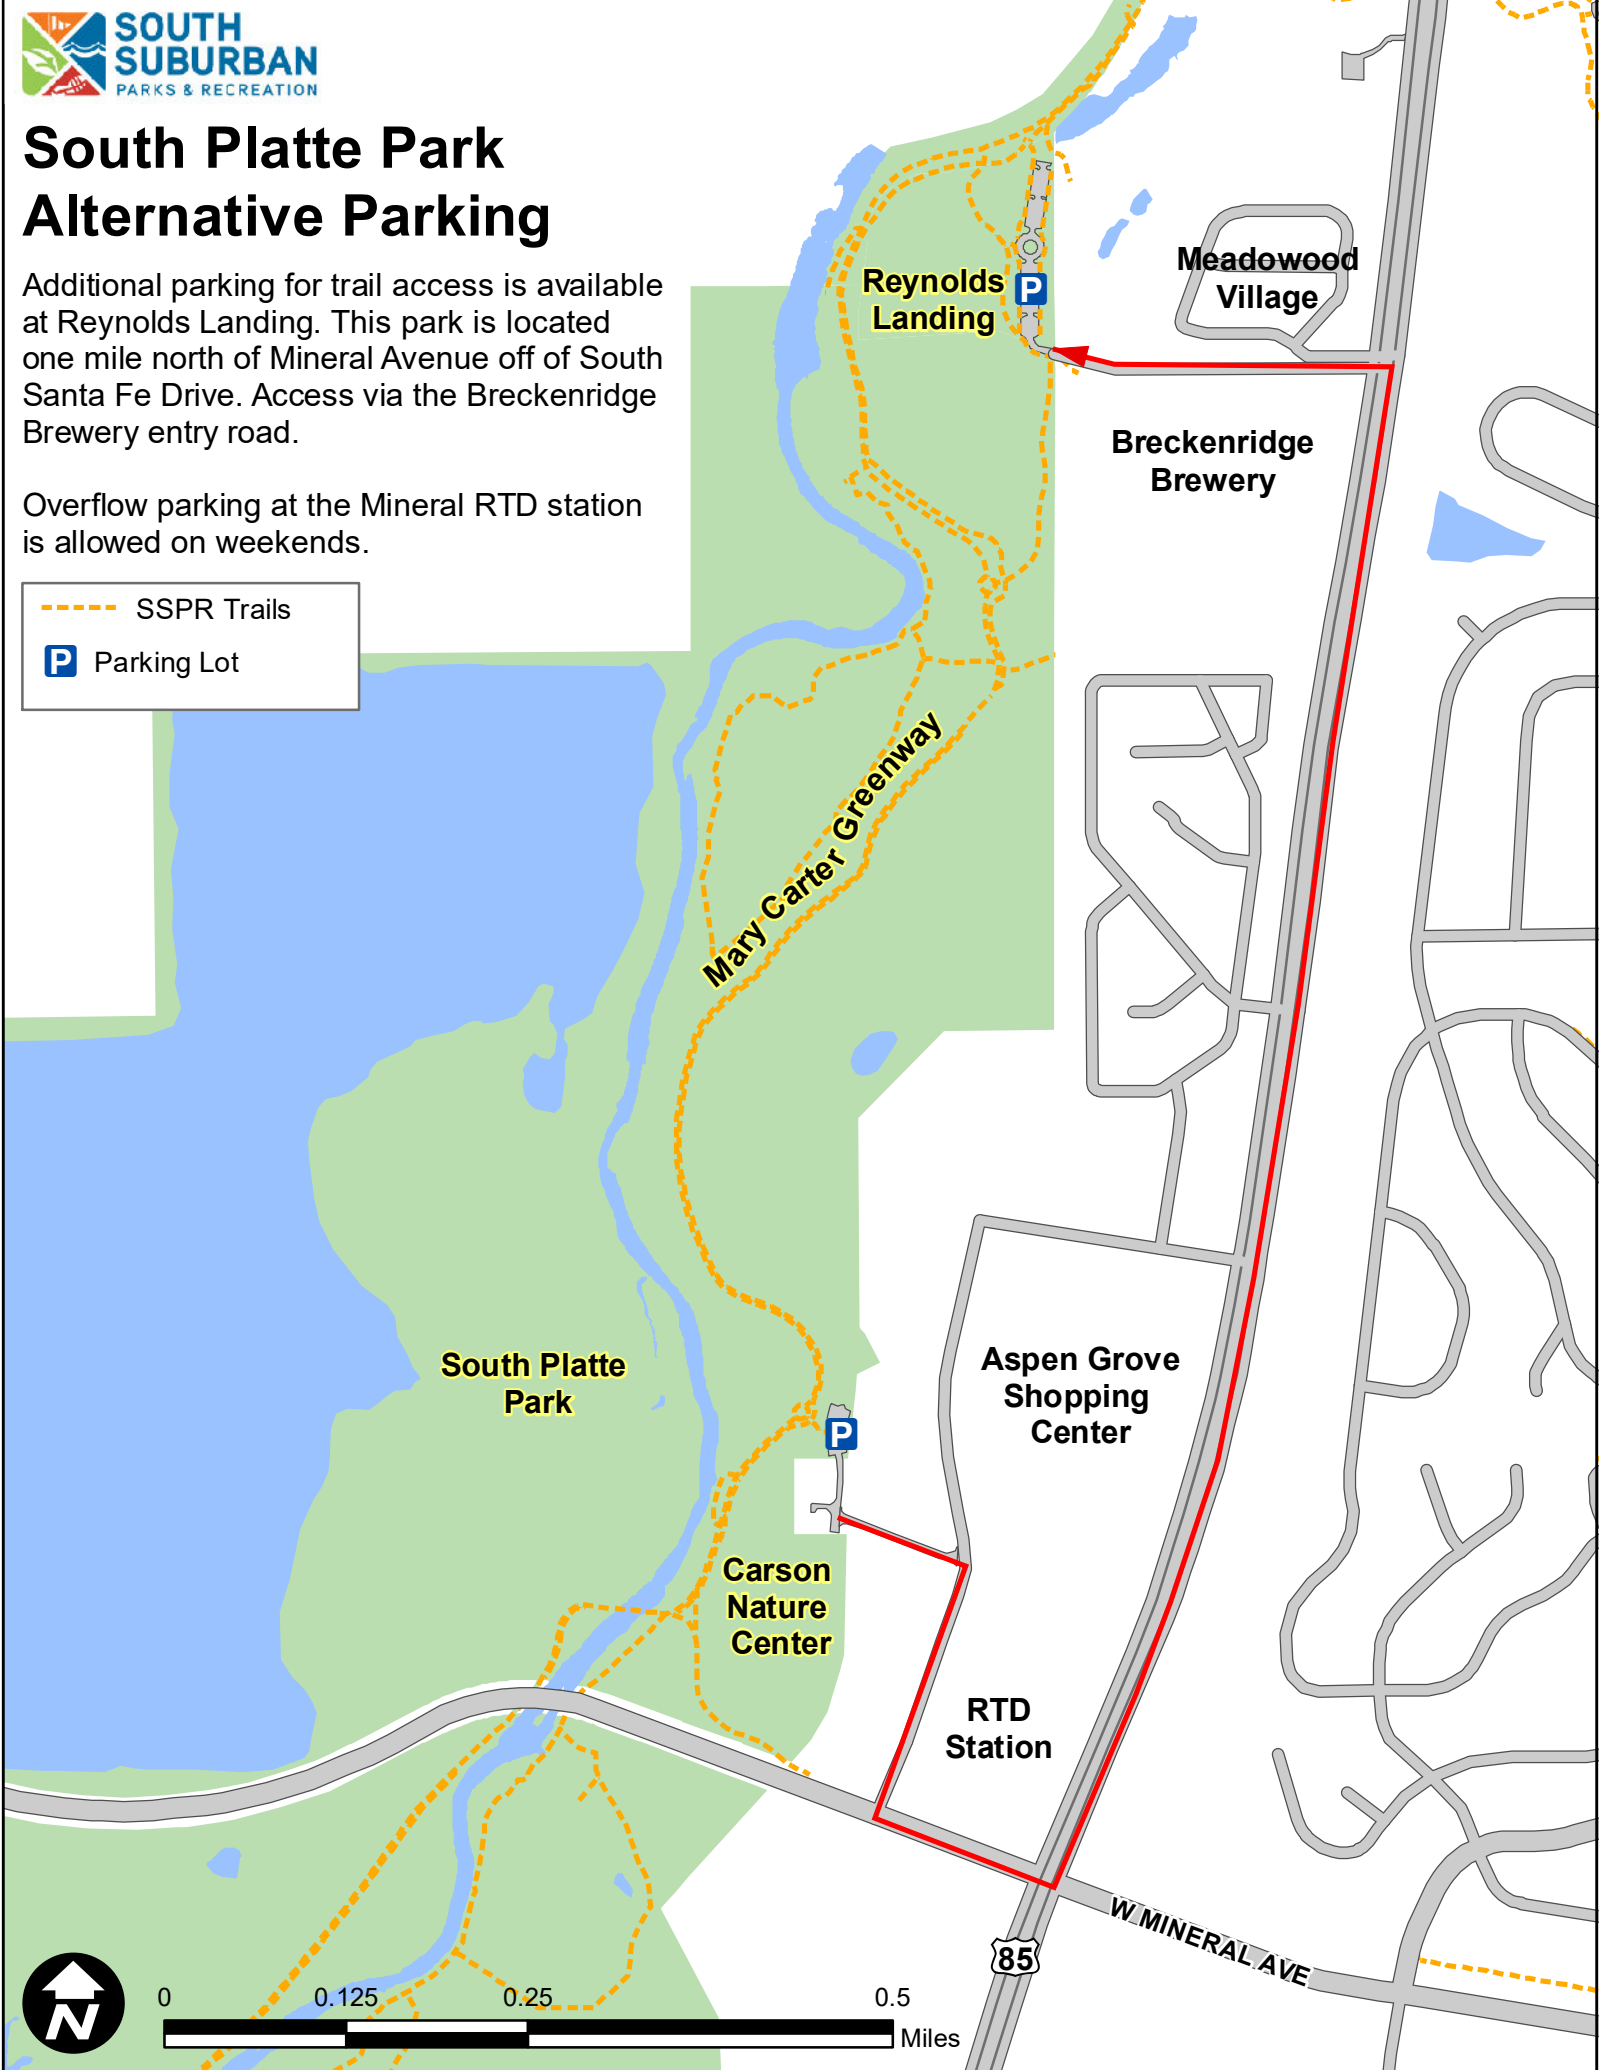 SOUTH
SUBURBAN
PARKS & RECREATION
South Platte Park
Alternative Parking
Additional parking for trail access is available
at Reynolds Landing. This park is located
one mile north of Mineral Avenue off of South
Santa Fe Drive. Access via the Breckenridge
Brewery entry road.
Overflow parking at the Mineral RTD station
is allowed on weekends.
SSPR Trails
P Parking Lot
Reynolds
Landing
P
Meadowood
Village
Breckenridge
Brewery
Mary Carter Greenway
South Platte
Park
Aspen Grove
Shopping
Center
P
Carson
Nature
Center
RTD
Station
W MINERAL AVE
85
N
0 0.125 0.25 0.5
Miles